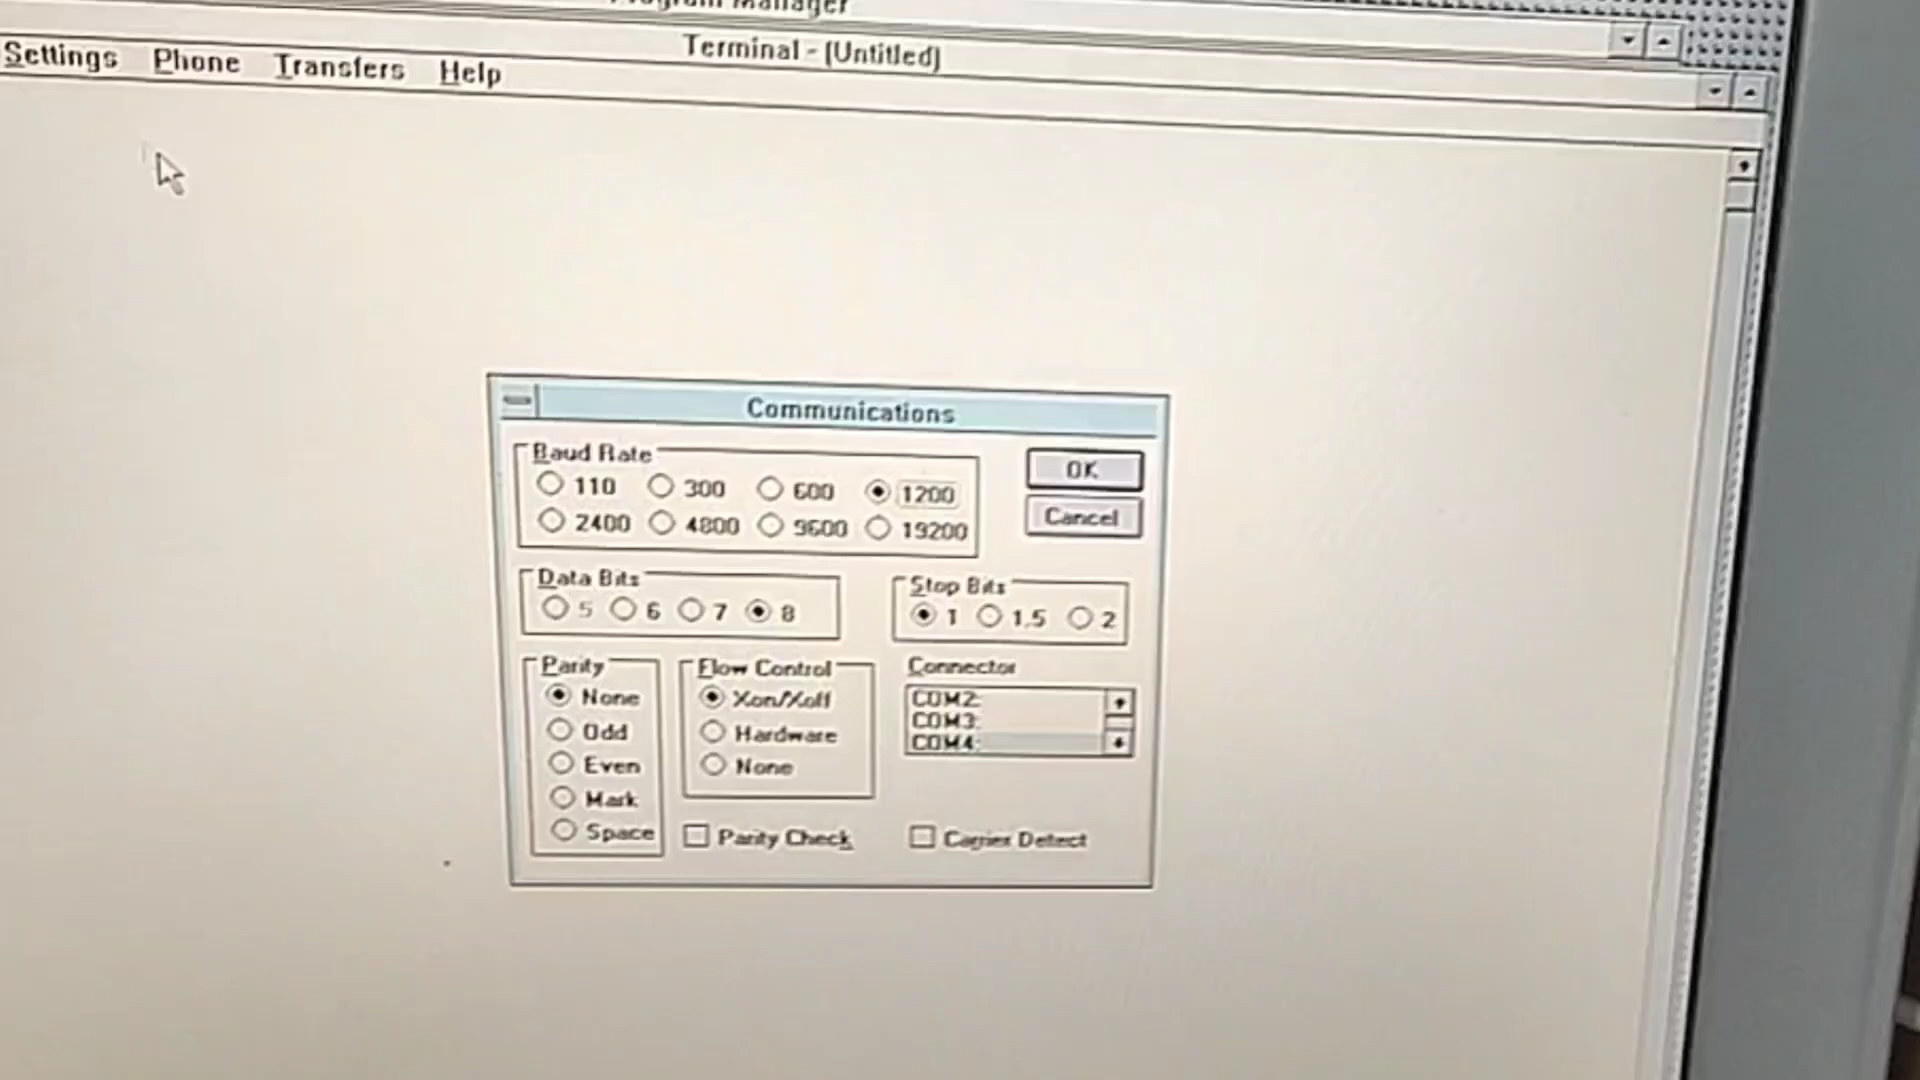 Program Manager
Terminal - (Untitled)
Settings Phone Transfers Help
Communications
Baud Rate
110 300 600 1200
2400 4800 9600 19200
OK
Cancel
Data Bits
5 6 7 8
Stop Bits
1 1.5 2
Parity
None
Odd
Even
Mark
Space
Flow Control
Xon/Xoff
Hardware
None
Connector
COM2:
COM3:
COM4:
Parity Check
Carrier Detect